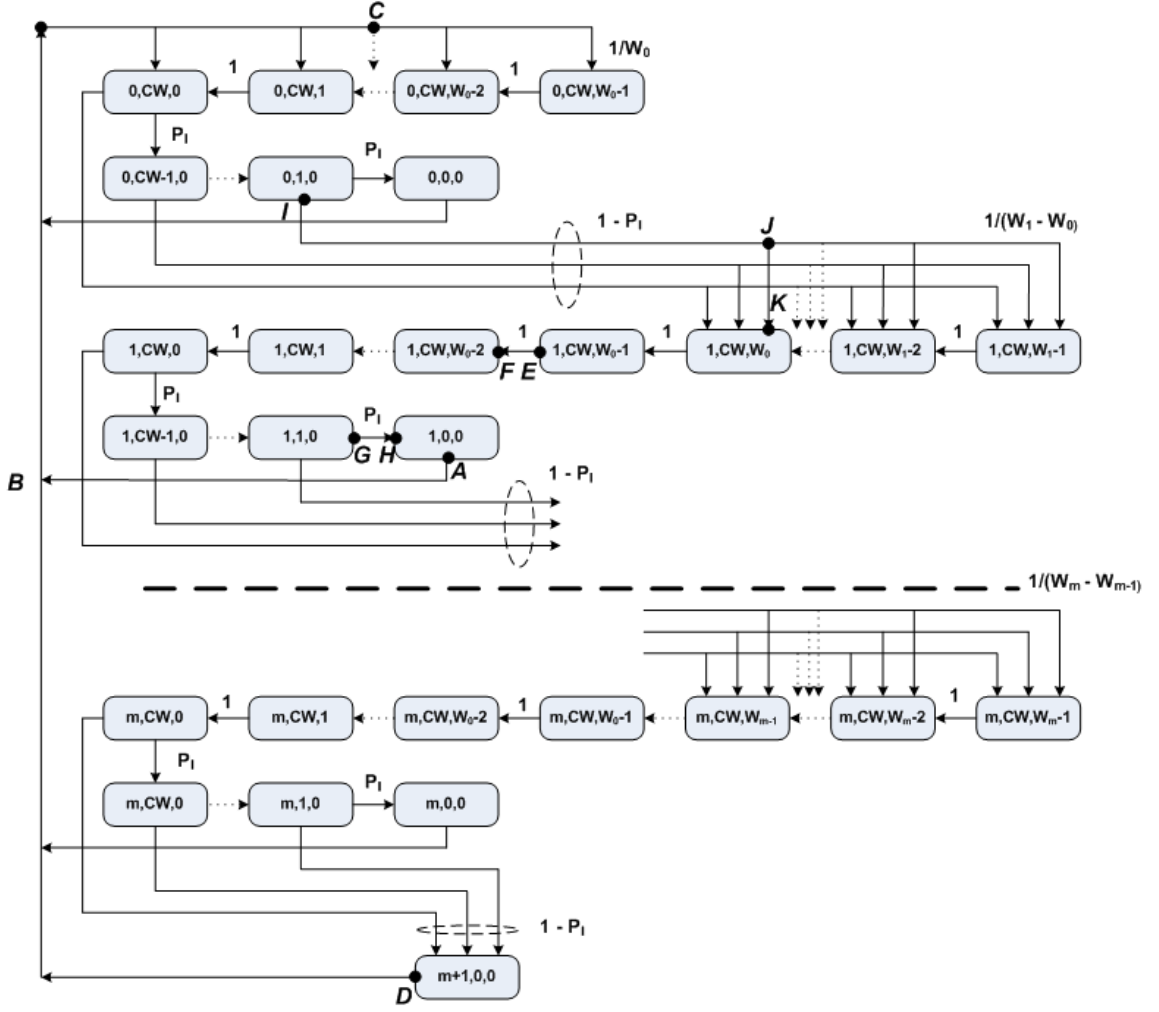 C
1/W₀
1
1
0,CW,0
0,CW,1
0,CW,W₀-2
0,CW,W₀-1
P_I
P_I
0,CW-1,0
0,1,0
0,0,0
I
1 - P_I
J
1/(W₁ - W₀)
K
1
1
1
1
1,CW,0
1,CW,1
1,CW,W₀-2
1,CW,W₀-1
1,CW,W₀
1,CW,W₁-2
1,CW,W₁-1
F E
P_I
P_I
1,CW-1,0
1,1,0
1,0,0
G H
A
B
1 - P_I
1/(Wₘ - Wₘ₋₁)
1
1
1
m,CW,0
m,CW,1
m,CW,W₀-2
m,CW,W₀-1
m,CW,Wₘ₋₁
m,CW,Wₘ-2
m,CW,Wₘ-1
P_I
P_I
m,CW,0
m,1,0
m,0,0
1 - P_I
m+1,0,0
D